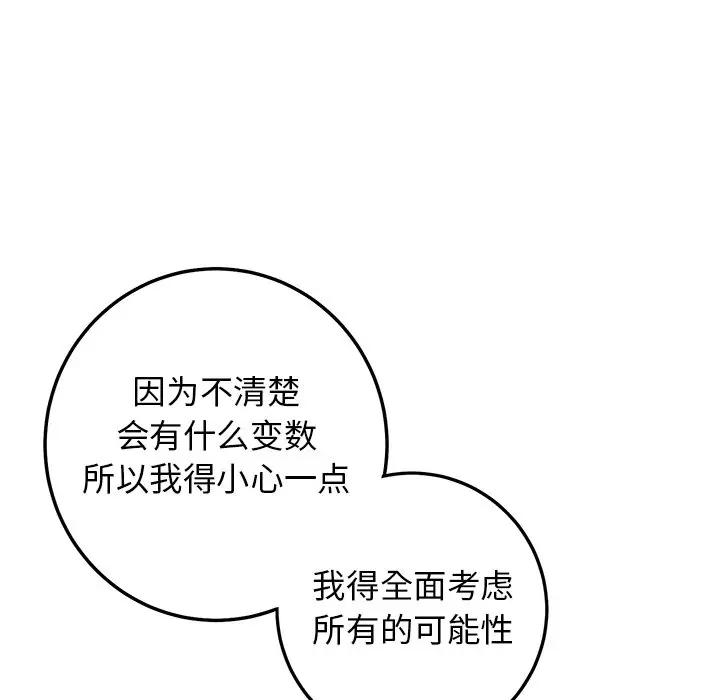 因为不清楚
会有什么变数
所以我得小心一点
我得全面考虑
所有的可能性